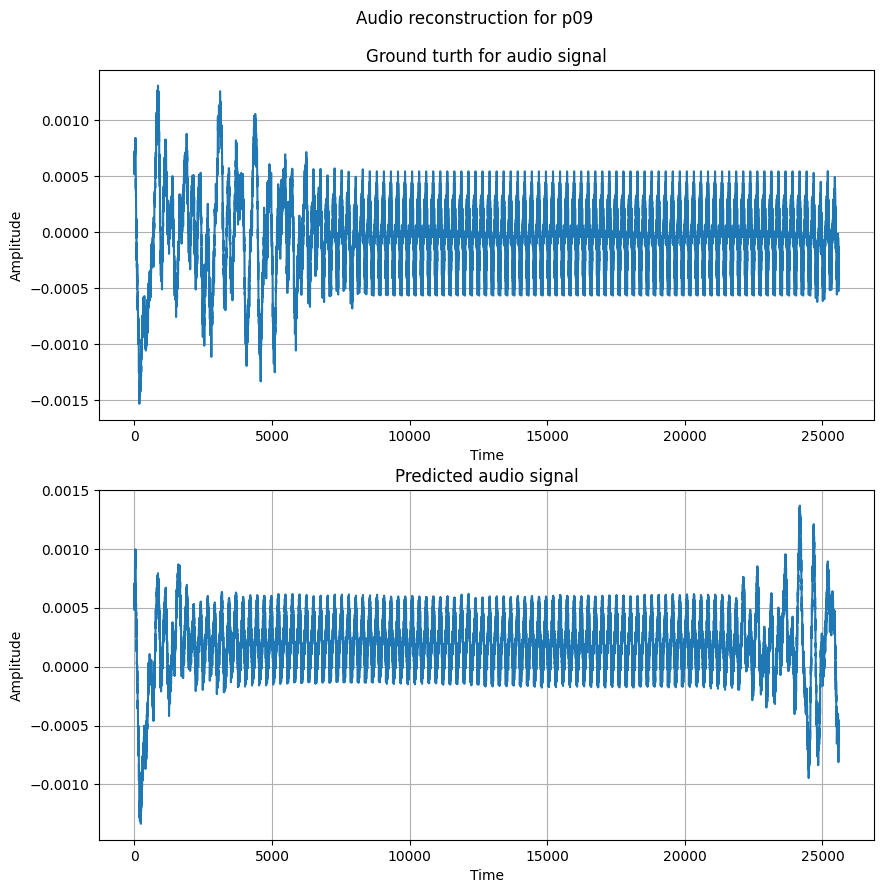 Audio reconstruction for p09
Ground turth for audio signal
0.0010
0.0005
0.0000
−0.0005
−0.0010
−0.0015
Amplitude
0 5000 10000 15000 20000 25000
Time
Predicted audio signal
0.0015
0.0010
0.0005
0.0000
−0.0005
−0.0010
Amplitude
0 5000 10000 15000 20000 25000
Time